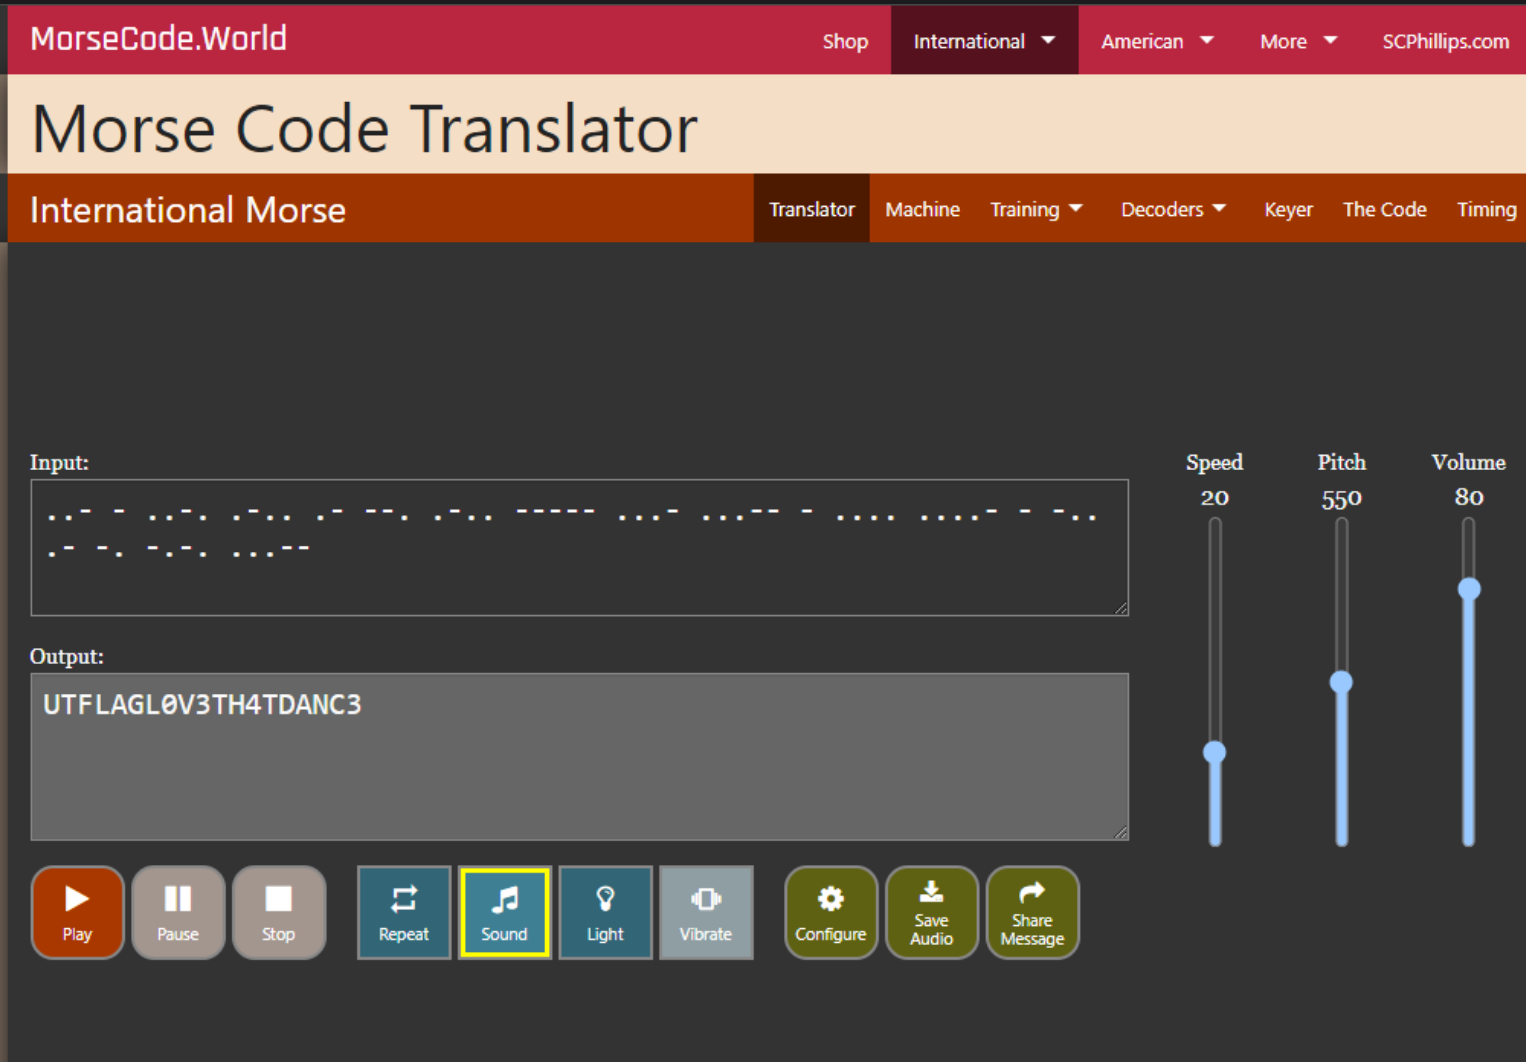 MorseCode.World
Shop International American More SCPhillips.com
Morse Code Translator
International Morse
Translator Machine Training Decoders Keyer The Code Timing
Input:
..- - ..-. .-.. .- --. .-.. ----- ...- ...-- - .... ....- - -..
.- -. -.-. ...--
Output:
UTFLAGL0V3TH4TDANC3
Speed Pitch Volume
20 550 80
Play Pause Stop Repeat Sound Light Vibrate Configure Save Audio Share Message